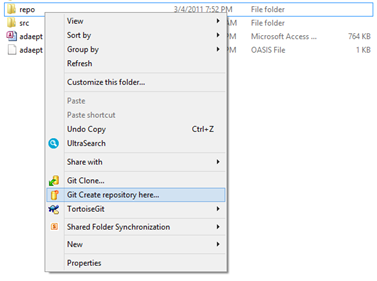 repo 3/4/2011 7:52 PM File folder
src File folder
adaept Microsoft Access ... 764 KB
adaept OASIS File 1 KB
View
Sort by
Group by
Refresh
Customize this folder...
Paste
Paste shortcut
Undo Copy Ctrl+Z
UltraSearch
Share with
Git Clone...
Git Create repository here...
TortoiseGit
Shared Folder Synchronization
New
Properties